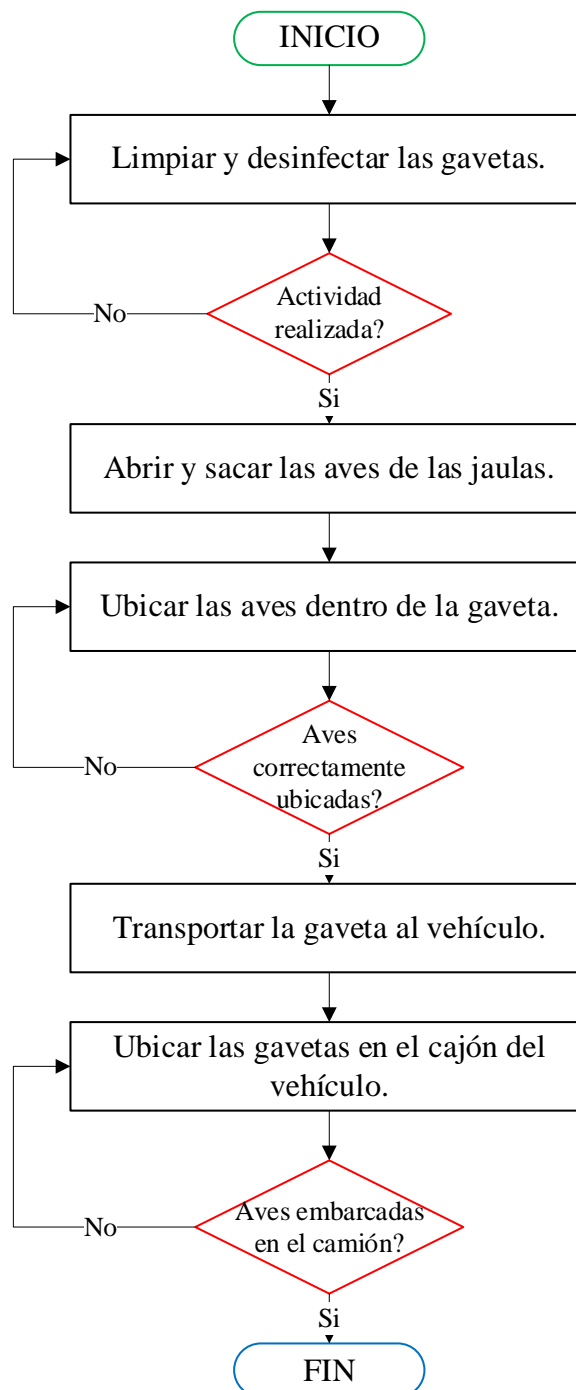 INICIO
Limpiar y desinfectar las gavetas.
Actividad
realizada?
No
Si
Abrir y sacar las aves de las jaulas.
Ubicar las aves dentro de la gaveta.
Aves
correctamente
ubicadas?
No
Si
Transportar la gaveta al vehículo.
Ubicar las gavetas en el cajón del
vehículo.
Aves embarcadas
en el camión?
No
Si
FIN